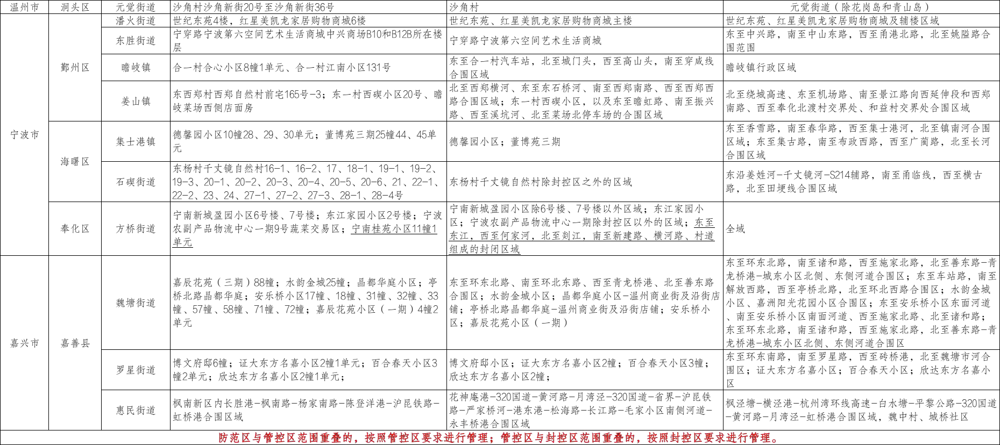 温州市 洞头区 元觉街道 沙角村沙角新街20号至沙角新街36号 沙角村 元觉街道（除花岗岛和青山岛）
宁波市
鄞州区
潘火街道
世纪东苑4楼，红星美凯龙家居购物商城6楼
世纪东苑、红星美凯龙家居购物商城主楼
世纪东苑、红星美凯龙家居购物商城及辅楼区域
东胜街道
宁穿路宁波第六空间艺术生活商城中兴商场B10和B12B所在楼
层
宁穿路宁波第六空间艺术生活商城
东至中兴路，南至中山东路，西至甬港北路，北至姚隘路合
围范围
瞻岐镇
合一村合心小区8幢1单元、合一村江南小区131号
东至合一村汽车站，北至城门头，西至高山头，南至穿咸线
合围区域
瞻岐镇行政区域
姜山镇
东西郑村西郑自然村前宅165号-3；东一村西碶小区20号、瞻
岐菜场西侧店面房
北至西郑横河、东至东石桥河、南至西郑南路、西至西郑西
路合围区域；东一村西碶小区，以及东至瞻虹路、南至振兴
路、西至溪坑河、北至菜场北停车场的合围区域
北至绕城高速、东至机场路、南至景江路向西延伸段和西郑
南路、西至奉化北渡村交界处、和益村交界处合围区域
海曙区
集士港镇
德馨园小区10幢28、29、30单元；董博苑三期25幢44、45单
元
德馨园小区；董博苑三期
东至香雪路，南至春华路，西至集士港河，北至镇南河合围
区域；东至集古路，南至布政西路，西至广蔺路，北至长河
合围区域
石碶街道
东杨村千丈镜自然村16-1、16-2、17、18-1、19-1、19-2、
19-3、20-1、20-2、20-3、20-4、20-5、20-6、21、22-1、
22-2、23、24、27-1、27-2、27-3、28-1、28-4号
东杨村千丈镜自然村除封控区之外的区域
东沿姜姓河-千丈镜河-S214辅路，南至甬临线，西至横古
路，北至田埂线合围区域
奉化区
方桥街道
宁南新城盈园小区6号楼、7号楼；东江家园小区2号楼；宁波
农副产品物流中心一期9号蔬菜交易区；宁南桂苑小区11幢1
单元
宁南新城盈园小区除6号楼、7号楼以外区域；东江家园小
区；宁波农副产品物流中心一期除封控区以外的区域；东至
东江，西至何家河，北至剡江，南至新建路、横河路、村道
组成的封闭区域
全域
嘉兴市
嘉善县
魏塘街道
嘉辰花苑（三期）88幢；水韵金城25幢；晶都华庭小区；亭
桥北路晶都华庭；安乐桥小区17幢、18幢、31幢、32幢、33
幢、57幢、58幢、71幢、72幢；嘉辰花苑小区（一期）4幢2
单元
东至环东北路、南至环北东路、西至青龙桥港、北至善东路
合围区；水韵金城小区；晶都华庭小区-温州商业街及沿街店
铺；亭桥北路晶都华庭-温州商业街及沿街店铺；安乐桥小
区；嘉辰花苑小区（一期）
东至环东北路，南至诸和路，西至施家北路，北至善东路-青
龙桥港-城东小区北侧、东侧河道合围区；东至车站路，南至
解放西路，西至亭桥北路，北至环北西路合围区；水韵金城
小区、嘉洲阳光花园小区合围区；东至安乐桥小区东面河道
、南至安乐桥小区南面河道、西至施家北路、北至诸和路；
东至环东北路，南至诸和路，西至施家北路，北至善东路-青
龙桥港-城东小区北侧、东侧河道合围区
罗星街道
博文府邸6幢；证大东方名嘉小区2幢1单元；百合春天小区3
幢2单元；欣达东方名嘉小区2幢1单元；
博文府邸小区；证大东方名嘉小区2幢；百合春天小区3幢；
欣达东方名嘉小区2幢；
东至环东南路，南至罗星路，西至砖桥港，北至魏塘市河合
围区；证大东方名嘉小区；百合春天小区；欣达东方名嘉小
区
惠民街道
枫南新区内长胜港-枫南路-杨家南路-陈登洋港-沪昆铁路-
虹桥港合围区域
花神庵港-320国道-黄河路-月湾泾-320国道-省界-沪昆铁
路-严家桥河-港东港-松海路-长江路-毛家小区南侧河道-
永丰桥港合围区域
枫泾塘-横泾港-杭州湾环线高速-白水塘-平黎公路-320国道
-黄河路-月湾泾-虹桥港合围区域，魏中村、城桥社区
防范区与管控区范围重叠的，按照管控区要求进行管理；管控区与封控区范围重叠的，按照封控区要求进行管理。